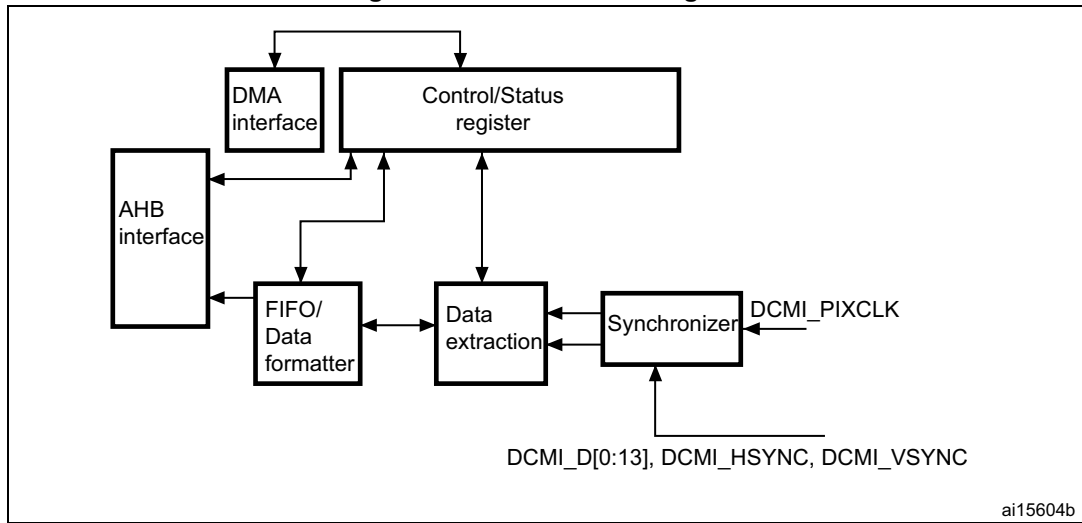 DMA
interface
Control/Status
register
AHB
interface
FIFO/
Data
formatter
Data
extraction
Synchronizer
DCMI_PIXCLK
DCMI_D[0:13], DCMI_HSYNC, DCMI_VSYNC
ai15604b